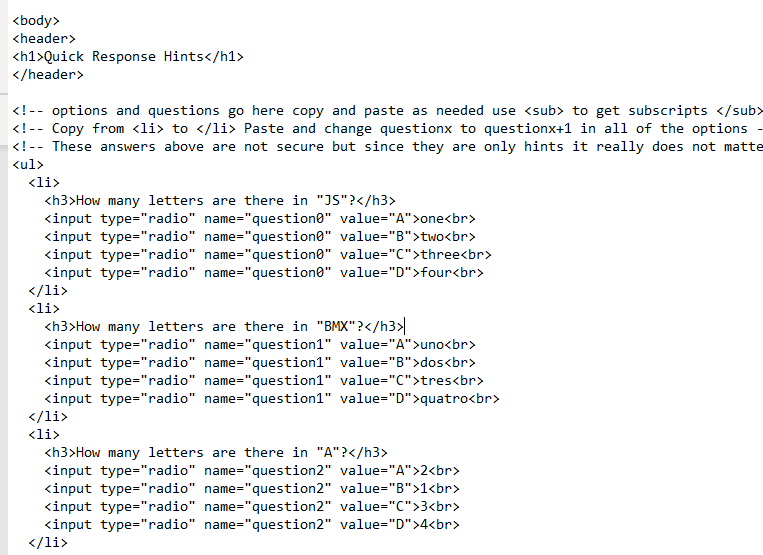 <body>
<header>
<h1>Quick Response Hints</h1>
</header>
<!-- options and questions go here copy and paste as needed use <sub> to get subscripts </sub>
<!-- Copy from <li> to </li> Paste and change questionx to questionx+1 in all of the options -
<!-- These answers above are not secure but since they are only hints it really does not matte
<ul>
<li>
<h3>How many letters are there in "JS"?</h3>
<input type="radio" name="question0" value="A">one<br>
<input type="radio" name="question0" value="B">two<br>
<input type="radio" name="question0" value="C">three<br>
<input type="radio" name="question0" value="D">four<br>
</li>
<li>
<h3>How many letters are there in "BMX"?</h3>
<input type="radio" name="question1" value="A">uno<br>
<input type="radio" name="question1" value="B">dos<br>
<input type="radio" name="question1" value="C">tres<br>
<input type="radio" name="question1" value="D">quatro<br>
</li>
<li>
<h3>How many letters are there in "A"?</h3>
<input type="radio" name="question2" value="A">2<br>
<input type="radio" name="question2" value="B">1<br>
<input type="radio" name="question2" value="C">3<br>
<input type="radio" name="question2" value="D">4<br>
</li>